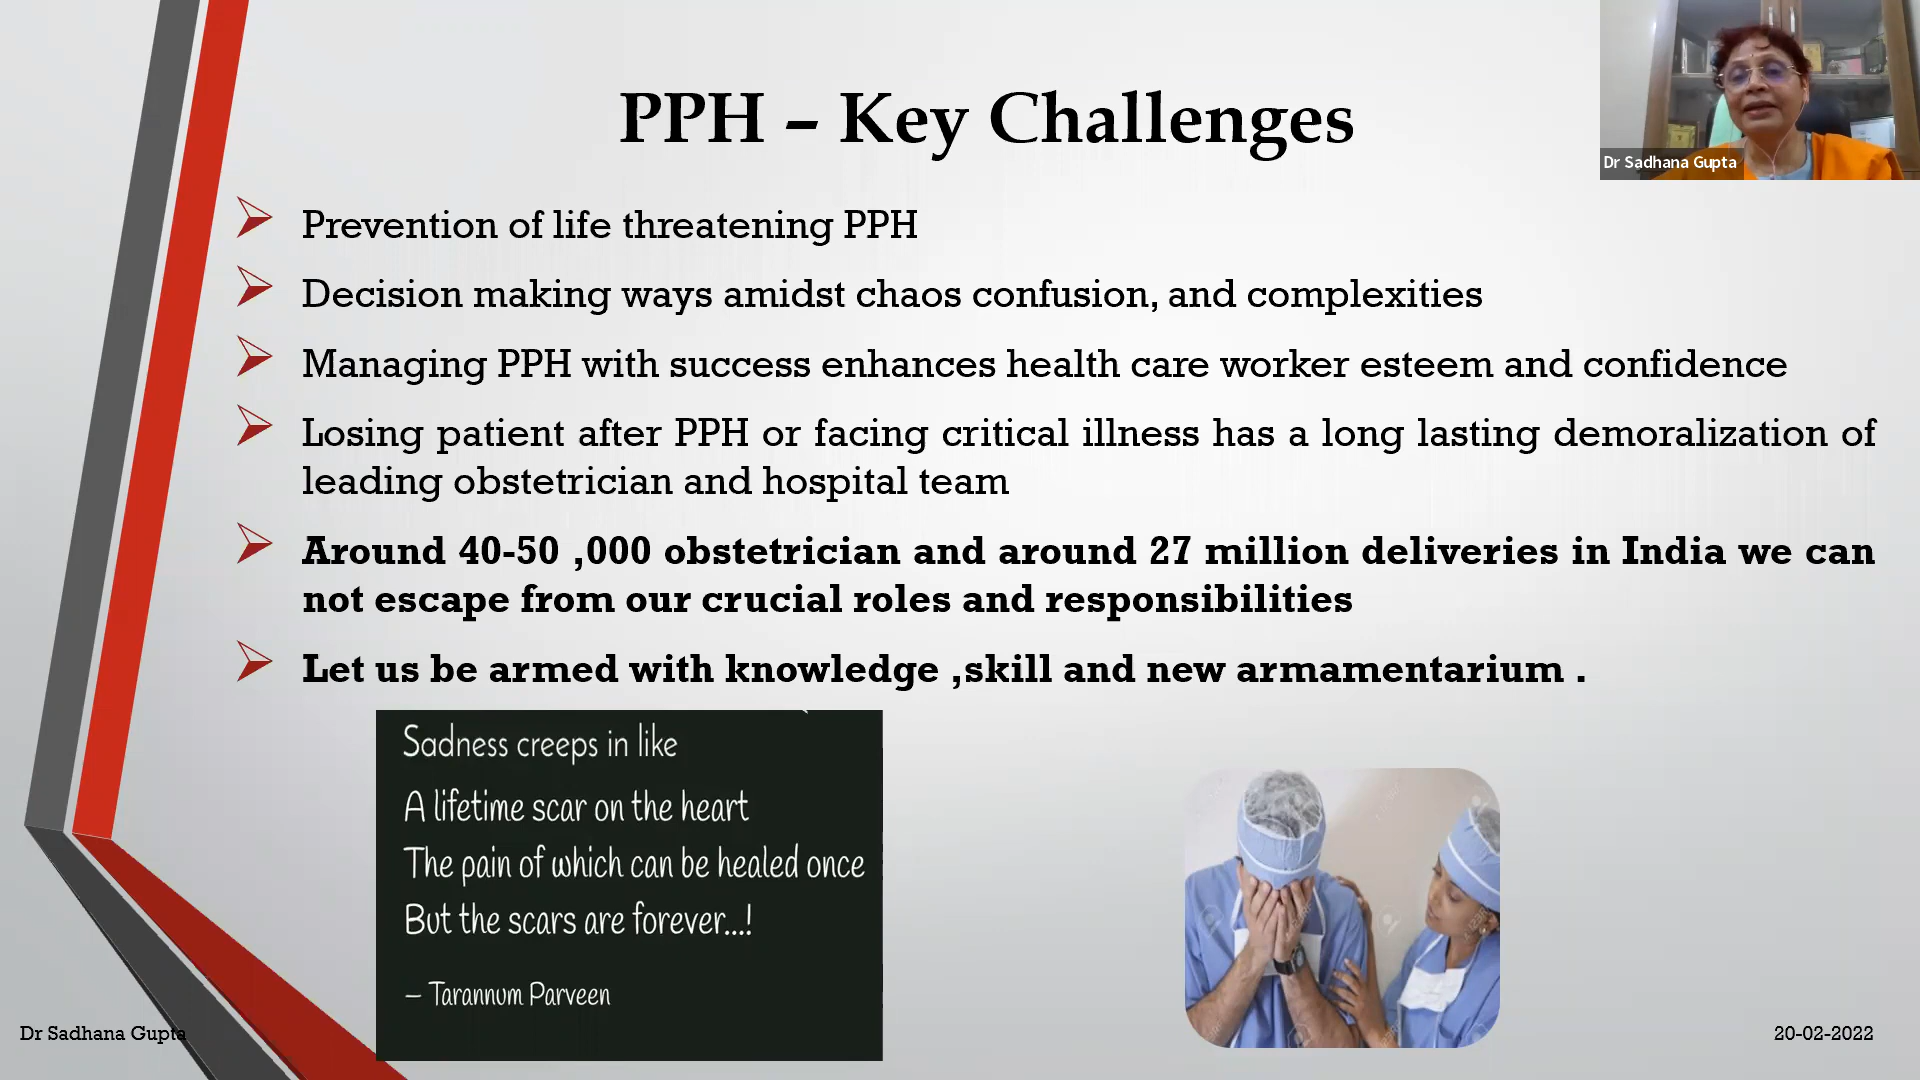 PPH – Key Challenges
Dr Sadhana Gupta
Prevention of life threatening PPH
Decision making ways amidst chaos confusion, and complexities
Managing PPH with success enhances health care worker esteem and confidence
Losing patient after PPH or facing critical illness has a long lasting demoralization of
leading obstetrician and hospital team
Around 40-50 ,000 obstetrician and around 27 million deliveries in India we can
not escape from our crucial roles and responsibilities
Let us be armed with knowledge ,skill and new armamentarium .
Sadness creeps in like
A lifetime scar on the heart
The pain of which can be healed once
But the scars are forever...!
– Tarannum Parveen
Dr Sadhana Gupta
20-02-2022